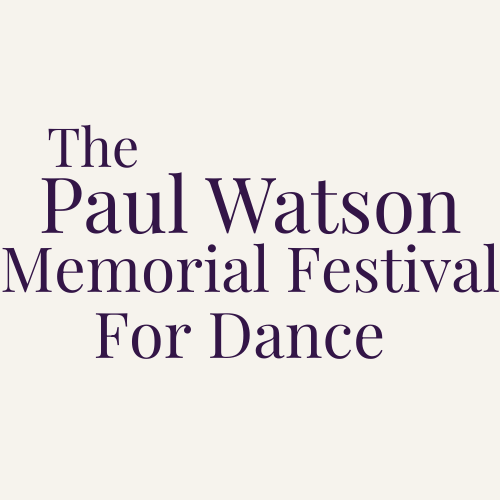 The
Paul Watson
Memorial Festival
For Dance